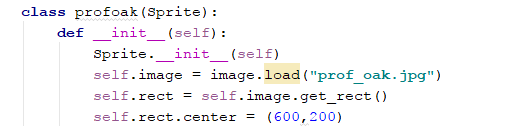 class profoak(Sprite):
    def __init__(self):
        Sprite.__init__(self)
        self.image = image.load("prof_oak.jpg")
        self.rect = self.image.get_rect()
        self.rect.center = (600,200)